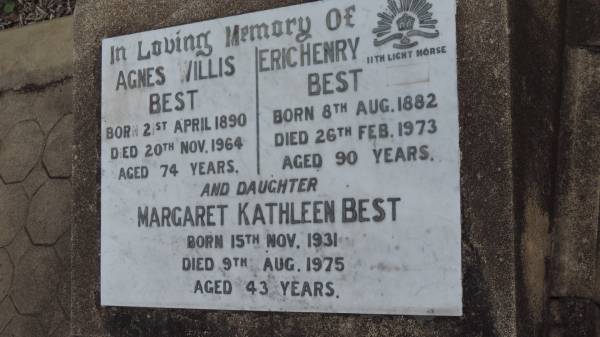 In Loving Memory Of
AGNES WILLIS
BEST
BORN 21ST APRIL 1890
DIED 20TH NOV. 1964
AGED 74 YEARS.
ERIC HENRY
BEST
11TH LIGHT HORSE
BORN 8TH AUG. 1882
DIED 26TH FEB. 1973
AGED 90 YEARS.
AND DAUGHTER
MARGARET KATHLEEN BEST
BORN 15TH NOV. 1931
DIED 9TH AUG. 1975
AGED 43 YEARS.